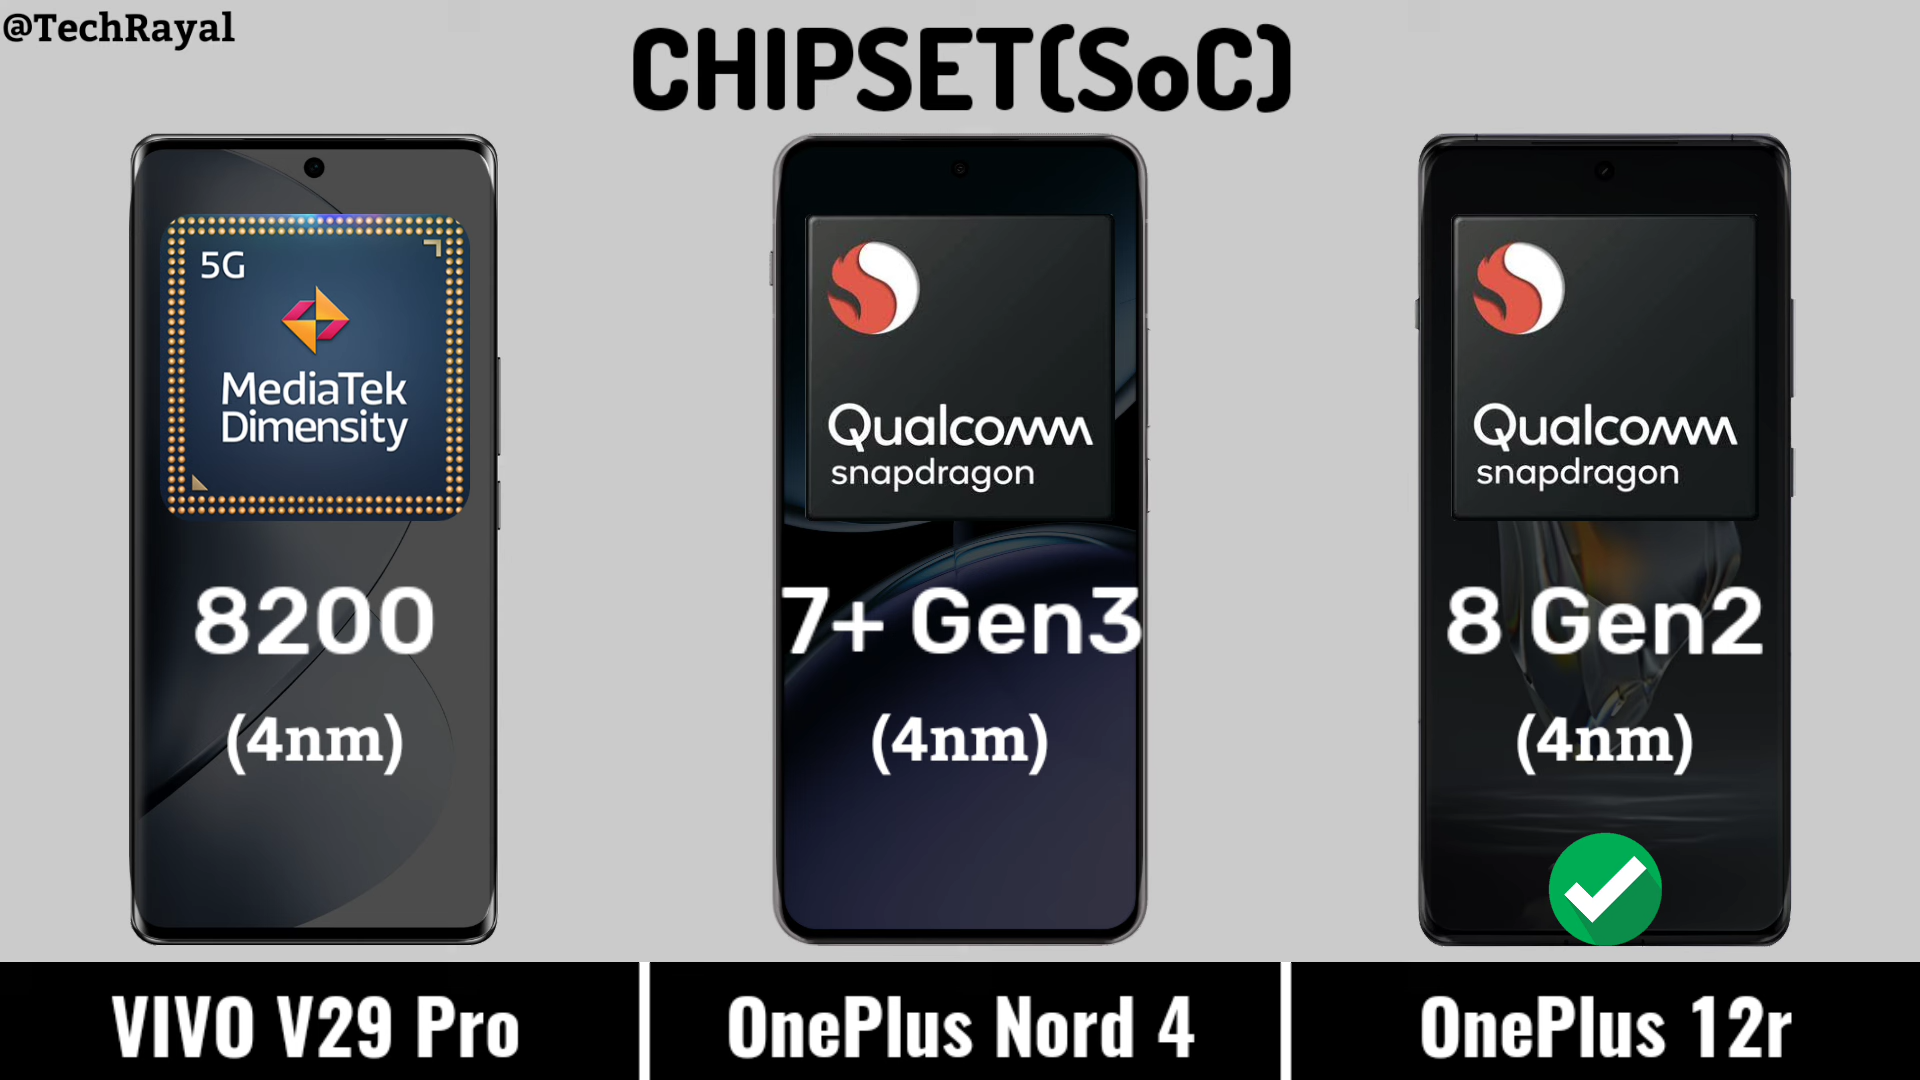 @TechRayal
CHIPSET(SoC)
5G
MediaTek
Dimensity
8200
(4nm)
Qualcomm
snapdragon
7+ Gen3
(4nm)
Qualcomm
snapdragon
8 Gen2
(4nm)
VIVO V29 Pro
OnePlus Nord 4
OnePlus 12r